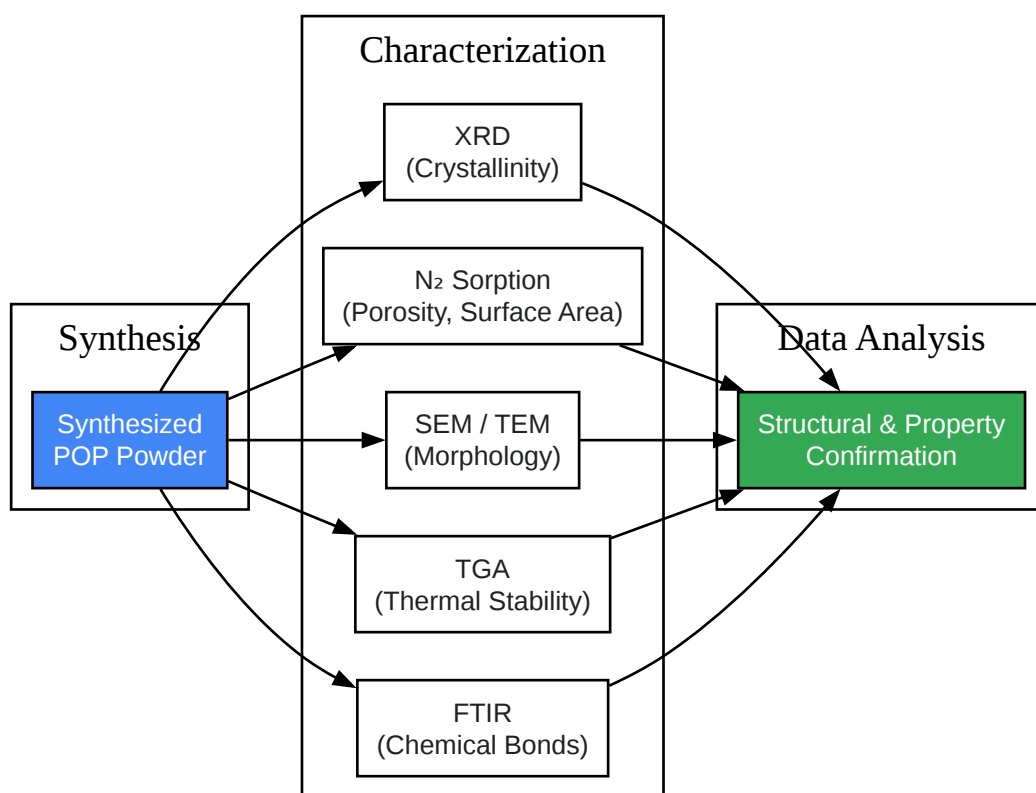 Characterization
XRD
(Crystallinity)
N₂ Sorption
(Porosity, Surface Area)
Synthesis
Data Analysis
Synthesized
POP Powder
SEM / TEM
(Morphology)
Structural & Property
Confirmation
TGA
(Thermal Stability)
FTIR
(Chemical Bonds)